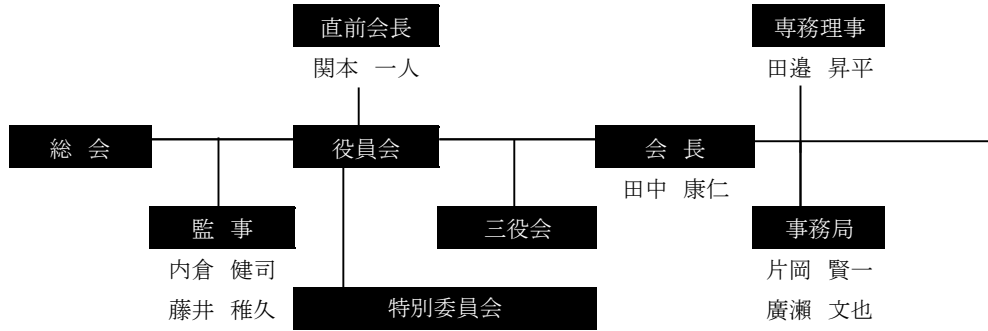 直前会長
関本 一人
専務理事
田邉 昇平
総 会
役員会
会 長
田中 康仁
監 事
内倉 健司
藤井 稚久
三役会
事務局
片岡 賢一
廣瀬 文也
特別委員会